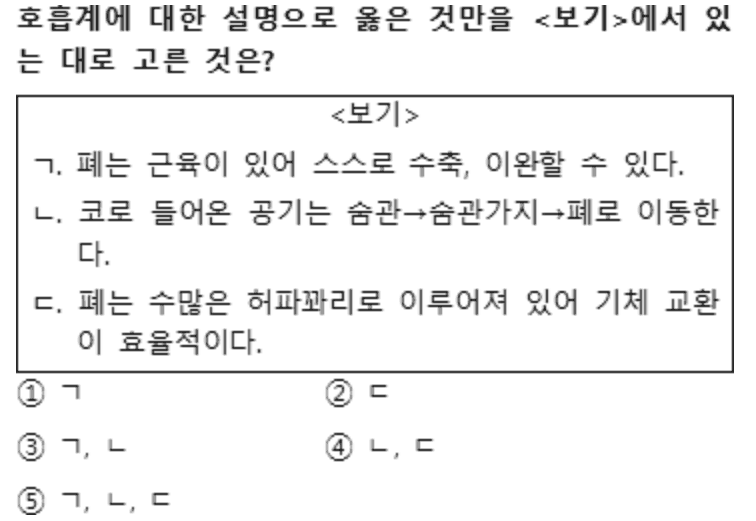 호흡계에 대한 설명으로 옳은 것만을 <보기>에서 있
는 대로 고른 것은?
<보기>
ㄱ. 폐는 근육이 있어 스스로 수축, 이완할 수 있다.
ㄴ. 코로 들어온 공기는 숨관→숨관가지→폐로 이동한
다.
ㄷ. 폐는 수많은 허파꽈리로 이루어져 있어 기체 교환
이 효율적이다.
① ㄱ ② ㄷ
③ ㄱ, ㄴ ④ ㄴ, ㄷ
⑤ ㄱ, ㄴ, ㄷ